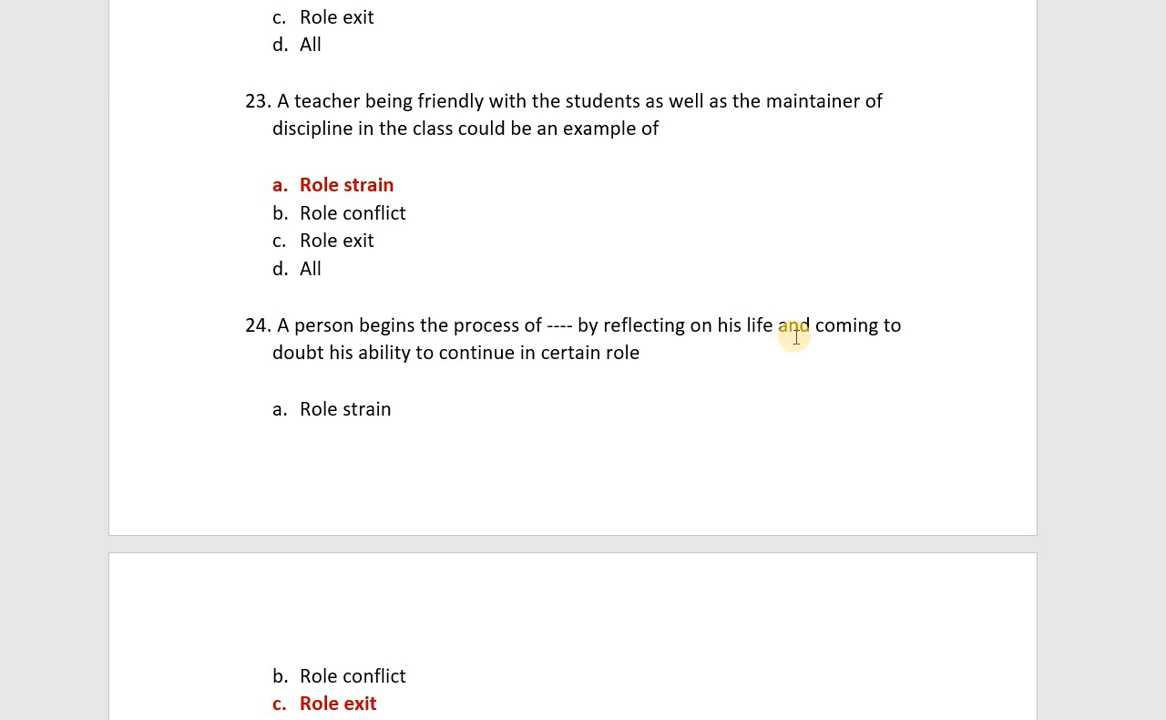 c. Role exit
d. All
23. A teacher being friendly with the students as well as the maintainer of
discipline in the class could be an example of
a. Role strain
b. Role conflict
c. Role exit
d. All
24. A person begins the process of ---- by reflecting on his life and coming to
doubt his ability to continue in certain role
a. Role strain
b. Role conflict
c. Role exit